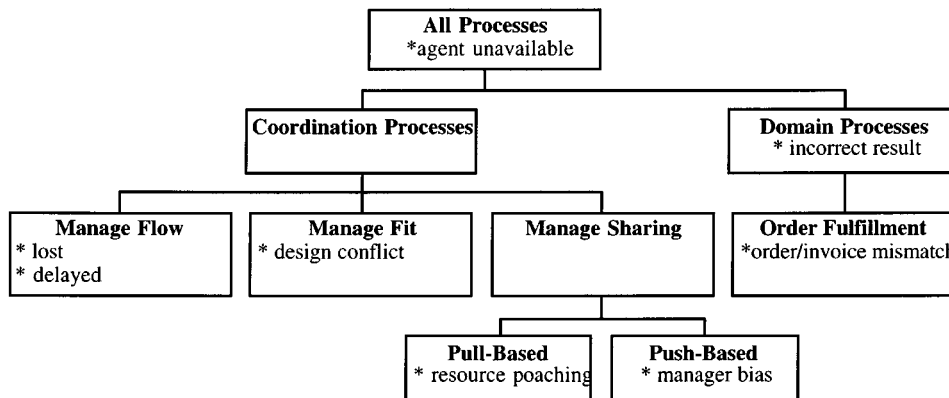 All Processes
*agent unavailable
Coordination Processes
Domain Processes
* incorrect result
Manage Flow
* lost
* delayed
Manage Fit
* design conflict
Manage Sharing
Order Fulfillment
*order/invoice mismatch
Pull-Based
* resource poaching
Push-Based
* manager bias